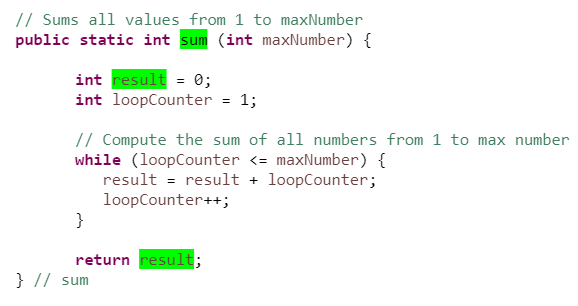 // Sums all values from 1 to maxNumber
public static int sum (int maxNumber) {
int result = 0;
int loopCounter = 1;
// Compute the sum of all numbers from 1 to max number
while (loopCounter <= maxNumber) {
result = result + loopCounter;
loopCounter++;
}
return result;
} // sum